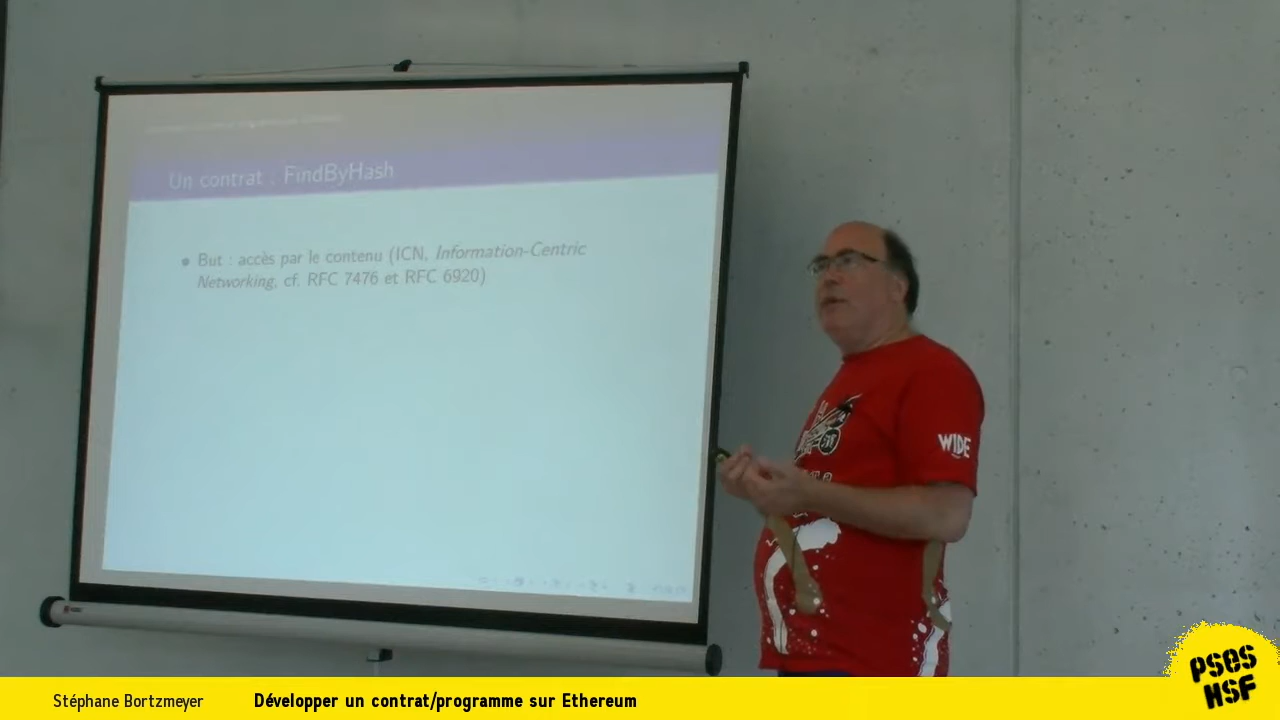 Un contrat : FindByHash
But : accès par le contenu (ICN, Information-Centric
Networking, cf. RFC 7476 et RFC 6920)
WIDE
PSES
HSF
Stéphane Bortzmeyer
Développer un contrat/programme sur Ethereum